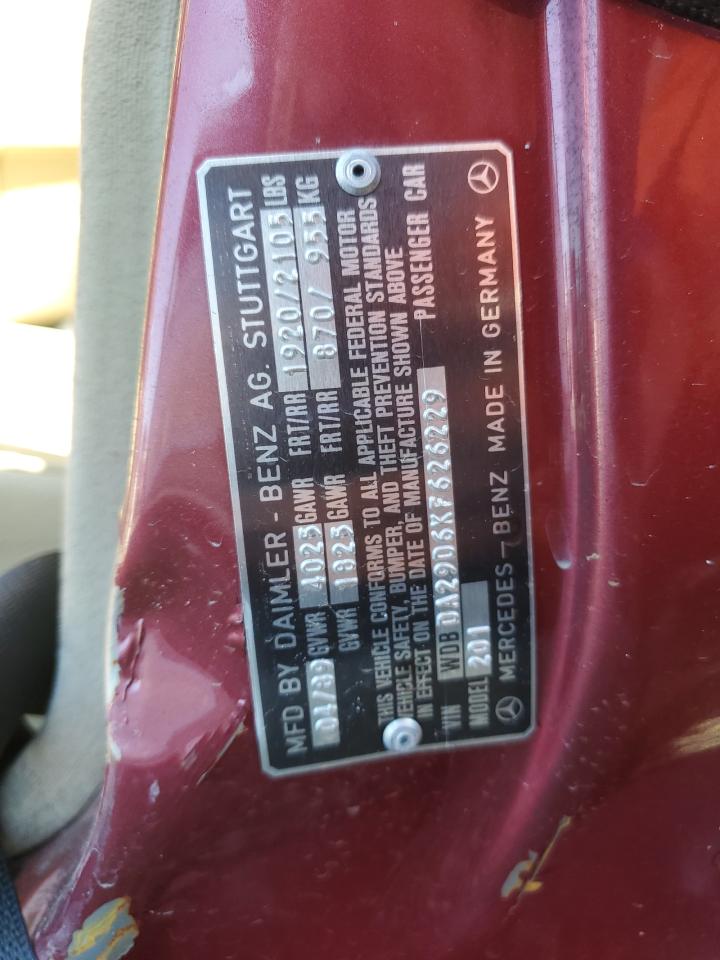 MFD BY DAIMLER - BENZ AG. STUTTGART
04/89 GVWR 4025 GAWR FRT/RR 1920/2105 LBS
GVWR 1825 GAWR FRT/RR 870/ 955 KG
THIS VEHICLE CONFORMS TO ALL APPLICABLE FEDERAL MOTOR
VEHICLE SAFETY, BUMPER, AND THEFT PREVENTION STANDARDS
IN EFFECT ON THE DATE OF MANUFACTURE SHOWN ABOVE
VIN WDB DA29D6KF626229 PASSENGER CAR
MODEL 201
MERCEDES-BENZ MADE IN GERMANY